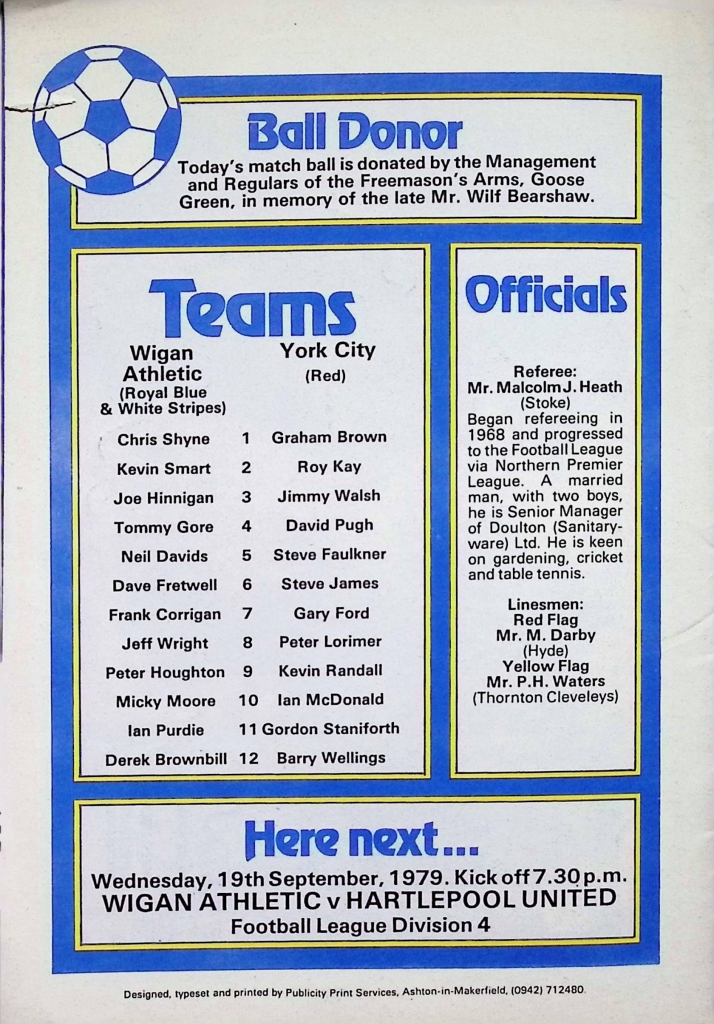 Ball Donor
Today's match ball is donated by the Management
and Regulars of the Freemason's Arms, Goose
Green, in memory of the late Mr. Wilf Bearshaw.
Teams
Wigan
Athletic
(Royal Blue
& White Stripes)
York City
(Red)
Chris Shyne 1 Graham Brown
Kevin Smart 2 Roy Kay
Joe Hinnigan 3 Jimmy Walsh
Tommy Gore 4 David Pugh
Neil Davids 5 Steve Faulkner
Dave Fretwell 6 Steve James
Frank Corrigan 7 Gary Ford
Jeff Wright 8 Peter Lorimer
Peter Houghton 9 Kevin Randall
Micky Moore 10 Ian McDonald
Ian Purdie 11 Gordon Staniforth
Derek Brownbill 12 Barry Wellings
Officials
Referee:
Mr. Malcolm J. Heath
(Stoke)
Began refereeing in
1968 and progressed
to the Football League
via Northern Premier
League. A married
man, with two boys,
he is Senior Manager
of Doulton (Sanitary-
ware) Ltd. He is keen
on gardening, cricket
and table tennis.
Linesmen:
Red Flag
Mr. M. Darby
(Hyde)
Yellow Flag
Mr. P.H. Waters
(Thornton Cleveleys)
Here next...
Wednesday, 19th September, 1979. Kick off 7.30 p.m.
WIGAN ATHLETIC v HARTLEPOOL UNITED
Football League Division 4
Designed, typeset and printed by Publicity Print Services, Ashton-in-Makerfield, (0942) 712480.